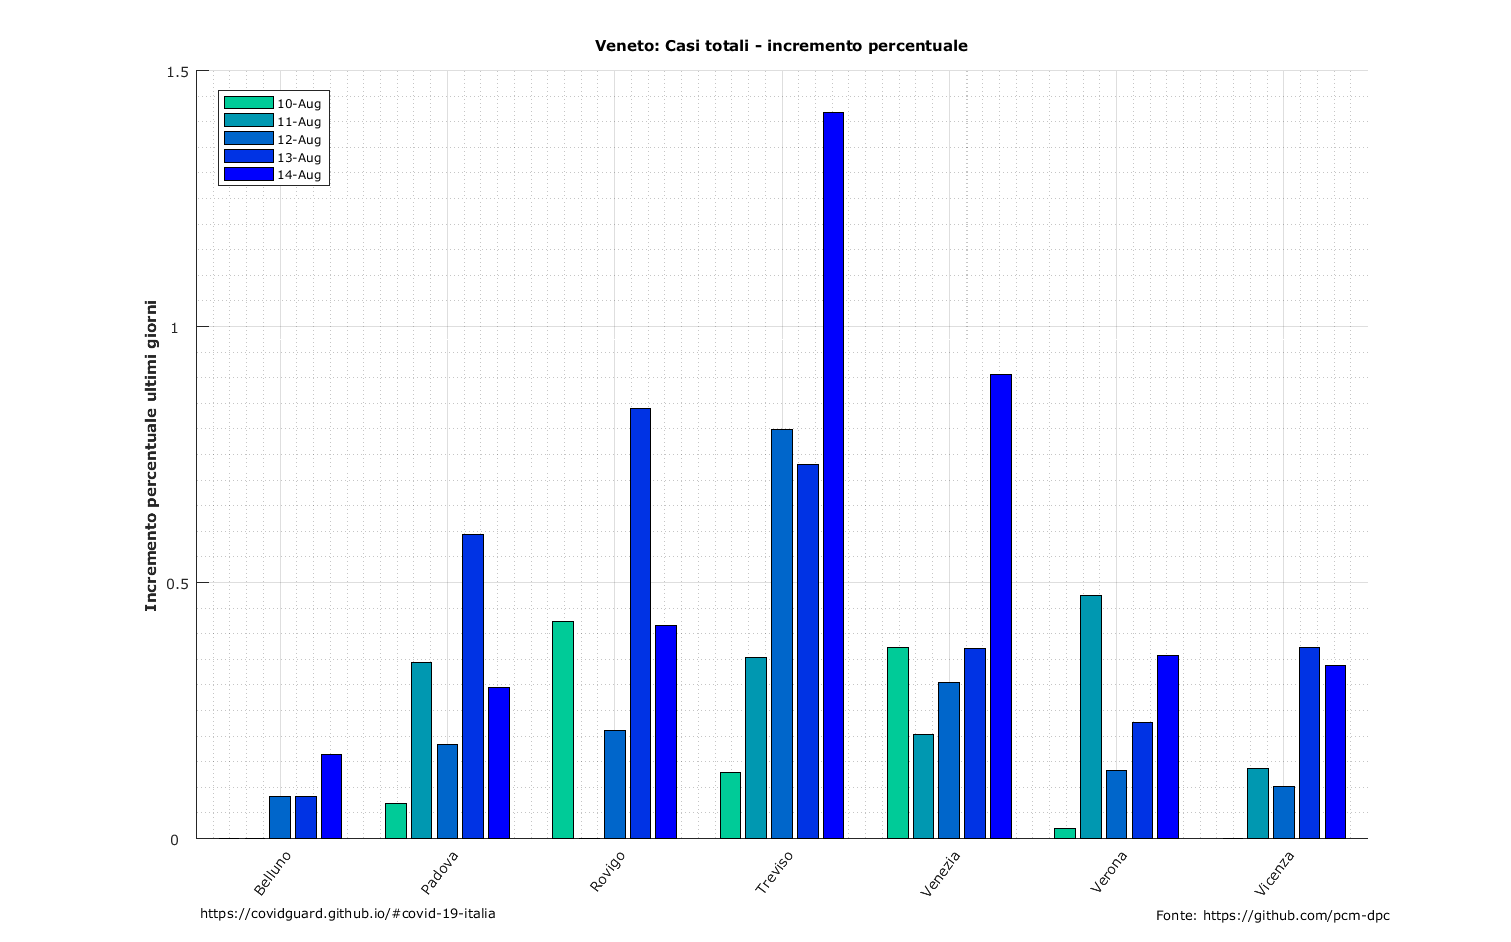 Veneto: Casi totali - incremento percentuale
1.5
1
0.5
0
Incremento percentuale ultimi giorni
10-Aug
11-Aug
12-Aug
13-Aug
14-Aug
Belluno
Padova
Rovigo
Treviso
Venezia
Verona
Vicenza
https://covidguard.github.io/#covid-19-italia
Fonte: https://github.com/pcm-dpc